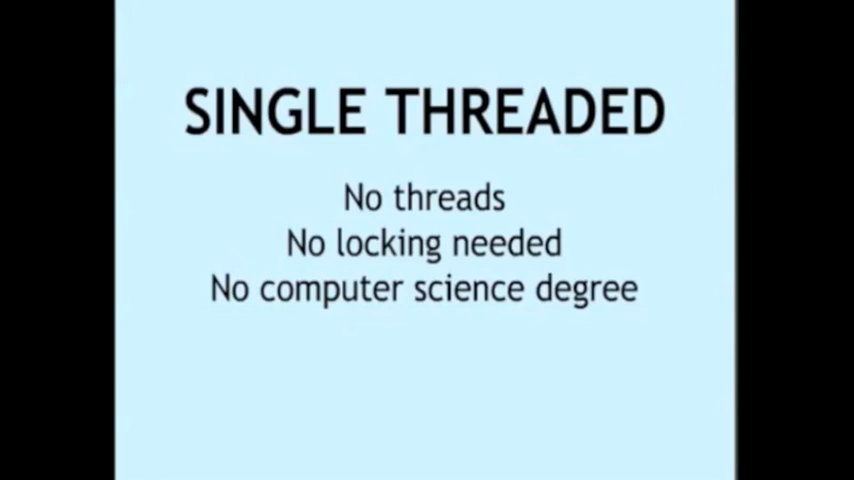 SINGLE THREADED
No threads
No locking needed
No computer science degree